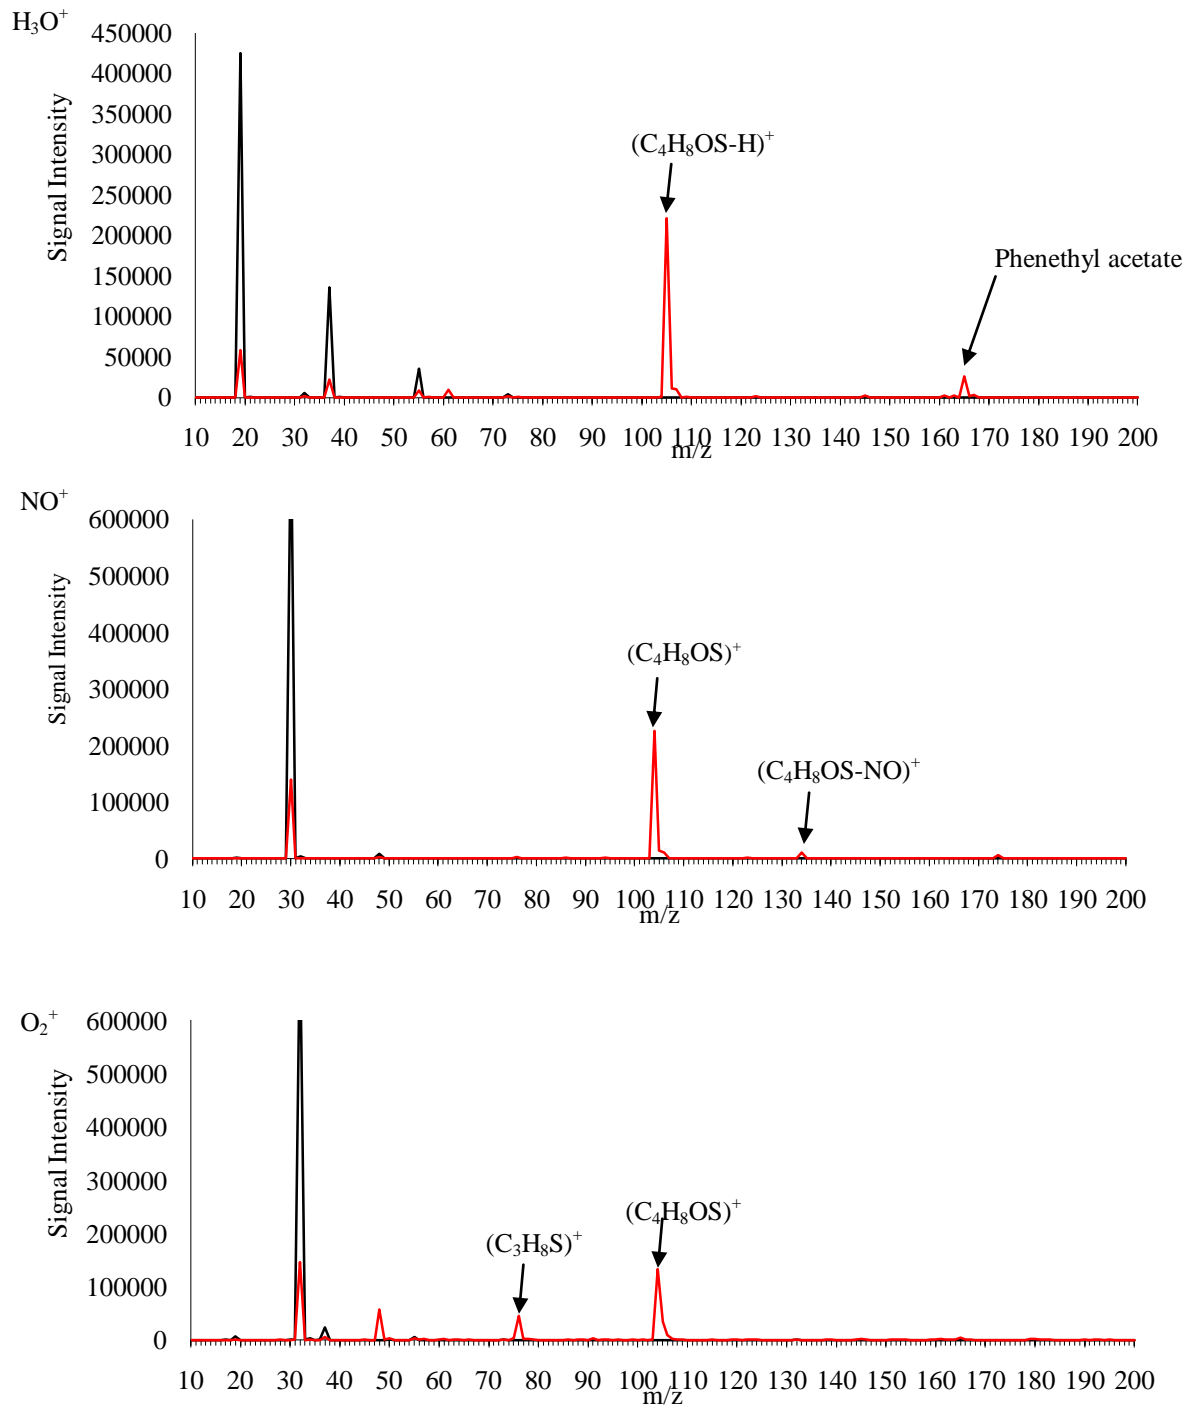 H₃O⁺
450000
400000
350000
300000
250000
200000
150000
100000
50000
0
Signal Intensity
(C₄H₈OS-H)⁺
Phenethyl acetate
10 20 30 40 50 60 70 80 90 100 110 120 130 140 150 160 170 180 190 200
m/z
NO⁺
600000
500000
400000
300000
200000
100000
0
Signal Intensity
(C₄H₈OS)⁺
(C₄H₈OS-NO)⁺
10 20 30 40 50 60 70 80 90 100 110 120 130 140 150 160 170 180 190 200
m/z
O₂⁺
600000
500000
400000
300000
200000
100000
0
Signal Intensity
(C₃H₈S)⁺
(C₄H₈OS)⁺
10 20 30 40 50 60 70 80 90 100 110 120 130 140 150 160 170 180 190 200
m/z